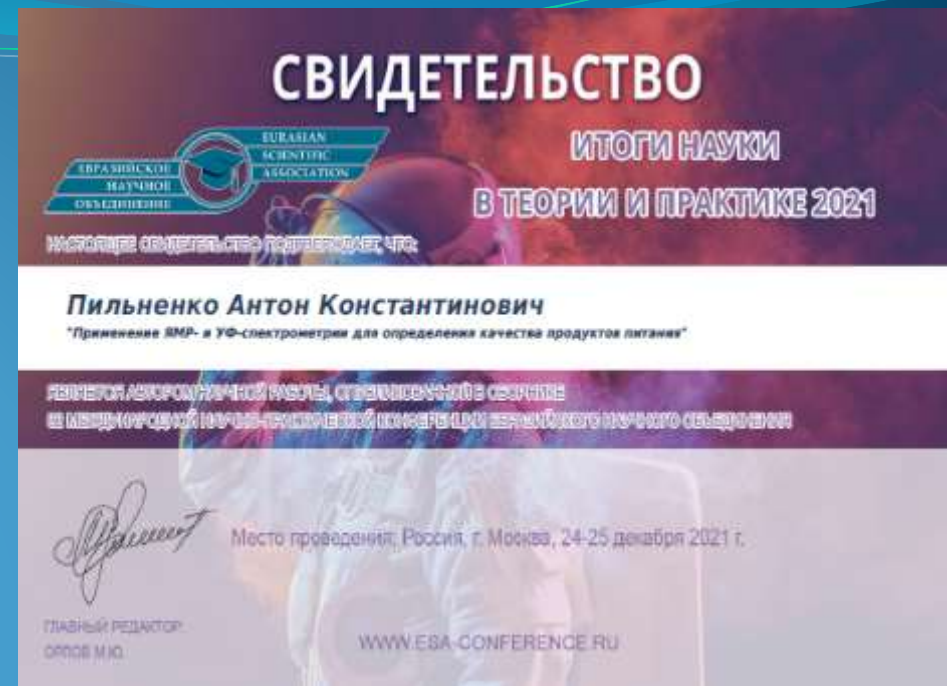 СВИДЕТЕЛЬСТВО
ЕВРАЗИЙСКОЕ
НАУЧНОЕ
ОБЪЕДИНЕНИЕ
EURASIAN
SCIENTIFIC
ASSOCIATION
ИТОГИ НАУКИ
В ТЕОРИИ И ПРАКТИКЕ 2021
НАСТОЯЩЕЕ СВИДЕТЕЛЬСТВО ПОДТВЕРЖДАЕТ, ЧТО:
Пильненко Антон Константинович
"Применение ЯМР- и УФ-спектрометрии для определения качества продуктов питания"
ЯВЛЯЕТСЯ АВТОРОМ НАУЧНОЙ РАБОТЫ, ОПУБЛИКОВАННОЙ В СБОРНИКЕ
III МЕЖДУНАРОДНОЙ НАУЧНО-ПРАКТИЧЕСКОЙ КОНФЕРЕНЦИИ ЕВРАЗИЙСКОГО НАУЧНОГО ОБЪЕДИНЕНИЯ
Место проведения: Россия, г. Москва, 24-25 декабря 2021 г.
ГЛАВНЫЙ РЕДАКТОР:
ОРЛОВ М.Ю.
WWW.ESA-CONFERENCE.RU